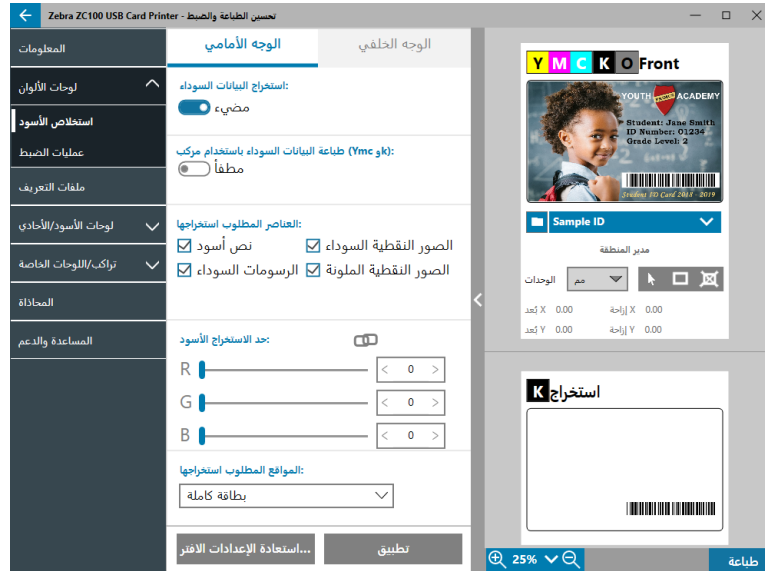 Zebra ZC100 USB Card Printer - تحسين الطباعة والضبط
المعلومات
لوحات الألوان
استخلاص الأسود
عمليات الضبط
ملفات التعريف
لوحات الأسود/الأحادي
تراكب/اللوحات الخاصة
المحاذاة
المساعدة والدعم
الوجه الأمامي
الوجه الخلفي
استخراج البيانات السوداء:
مضيء
طباعة البيانات السوداء باستخدام مركب (Ymc وk):
مطفأ
العناصر المطلوب استخراجها:
نص أسود
الصور النقطية السوداء
الرسومات السوداء
الصور النقطية الملونة
حد الاستخراج الأسود:
R < 0 >
G < 0 >
B < 0 >
المواقع المطلوب استخراجها:
بطاقة كاملة
استعادة الإعدادات الافتر...
تطبيق
Y M C K O Front
YOUTH ACADEMY
Student: Jane Smith
ID Number: 01234
Grade Level: 2
Student ID Card 2018 - 2019
Sample ID
مدير المنطقة
الوحدات
مم
بُعد X 0.00
إزاحة X 0.00
بُعد Y 0.00
إزاحة Y 0.00
K استخراج
25%
طباعة